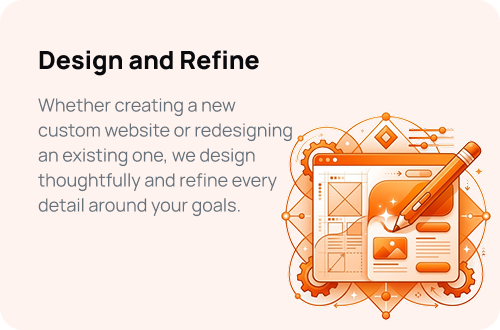 Design and Refine
Whether creating a new
custom website or redesigning
an existing one, we design
thoughtfully and refine every
detail around your goals.